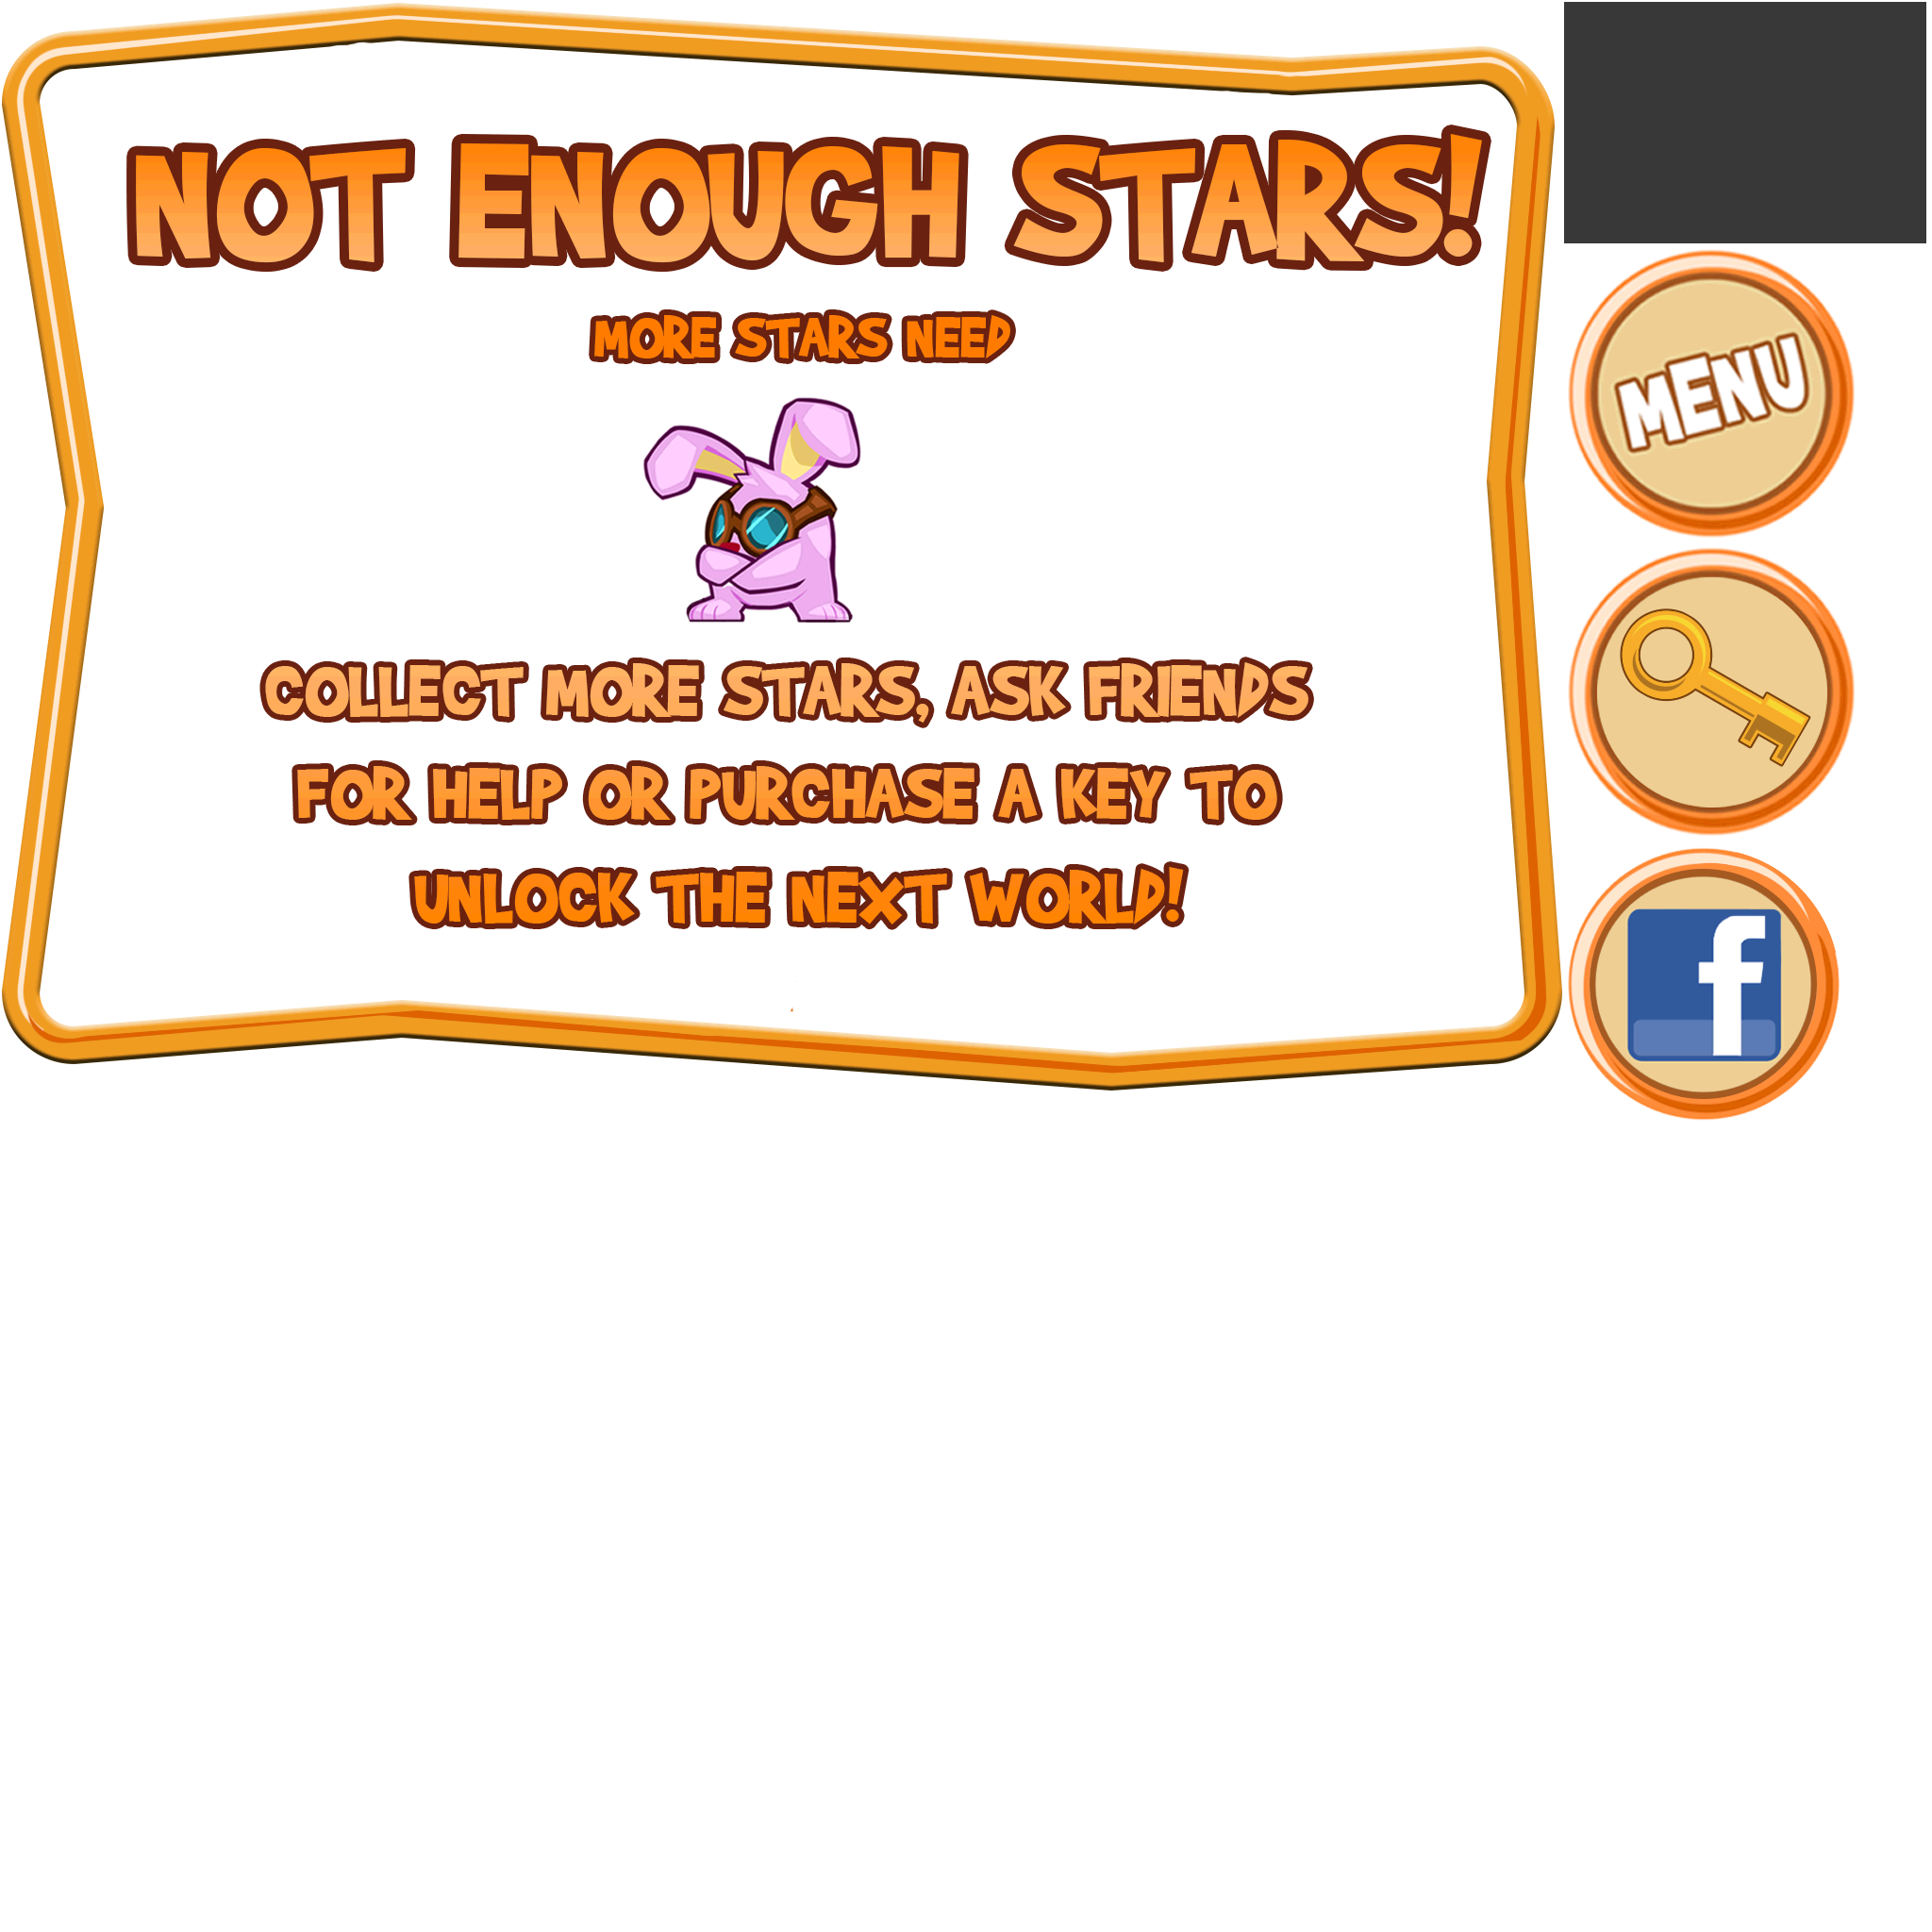 NOT ENOUGH STARS!
MORE STARS NEED
COLLECT MORE STARS, ASK FRIENDS
FOR HELP OR PURCHASE A KEY TO
UNLOCK THE NEXT WORLD!
MENU
f